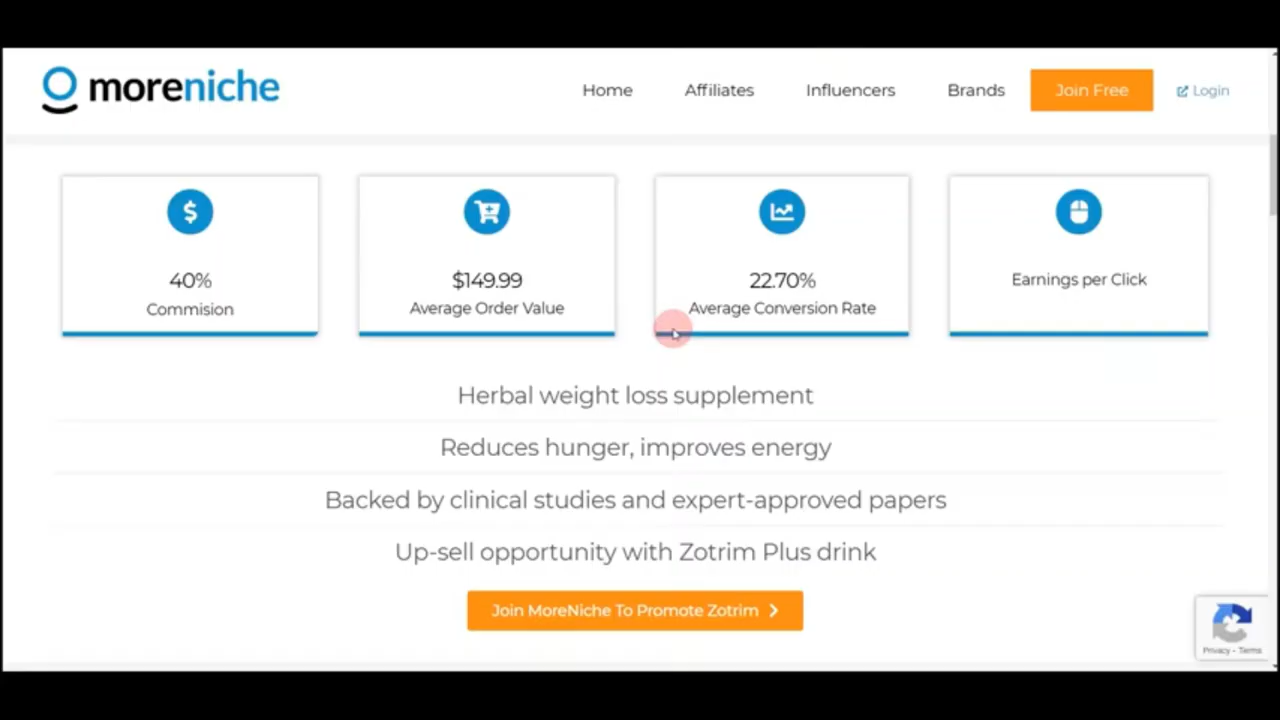 moreniche
Home Affiliates Influencers Brands Join Free Login
40%
Commision
$149.99
Average Order Value
22.70%
Average Conversion Rate
Earnings per Click
Herbal weight loss supplement
Reduces hunger, improves energy
Backed by clinical studies and expert-approved papers
Up-sell opportunity with Zotrim Plus drink
Join MoreNiche To Promote Zotrim
Privacy - Terms